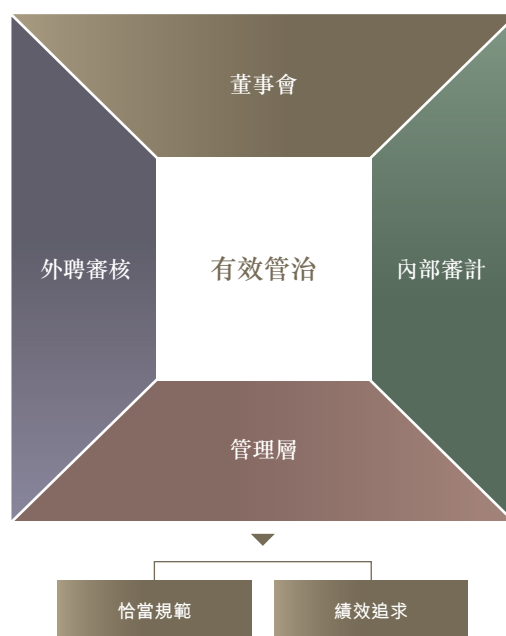 董事會
外聘審核
有效管治
內部審計
管理層
恰當規範
績效追求